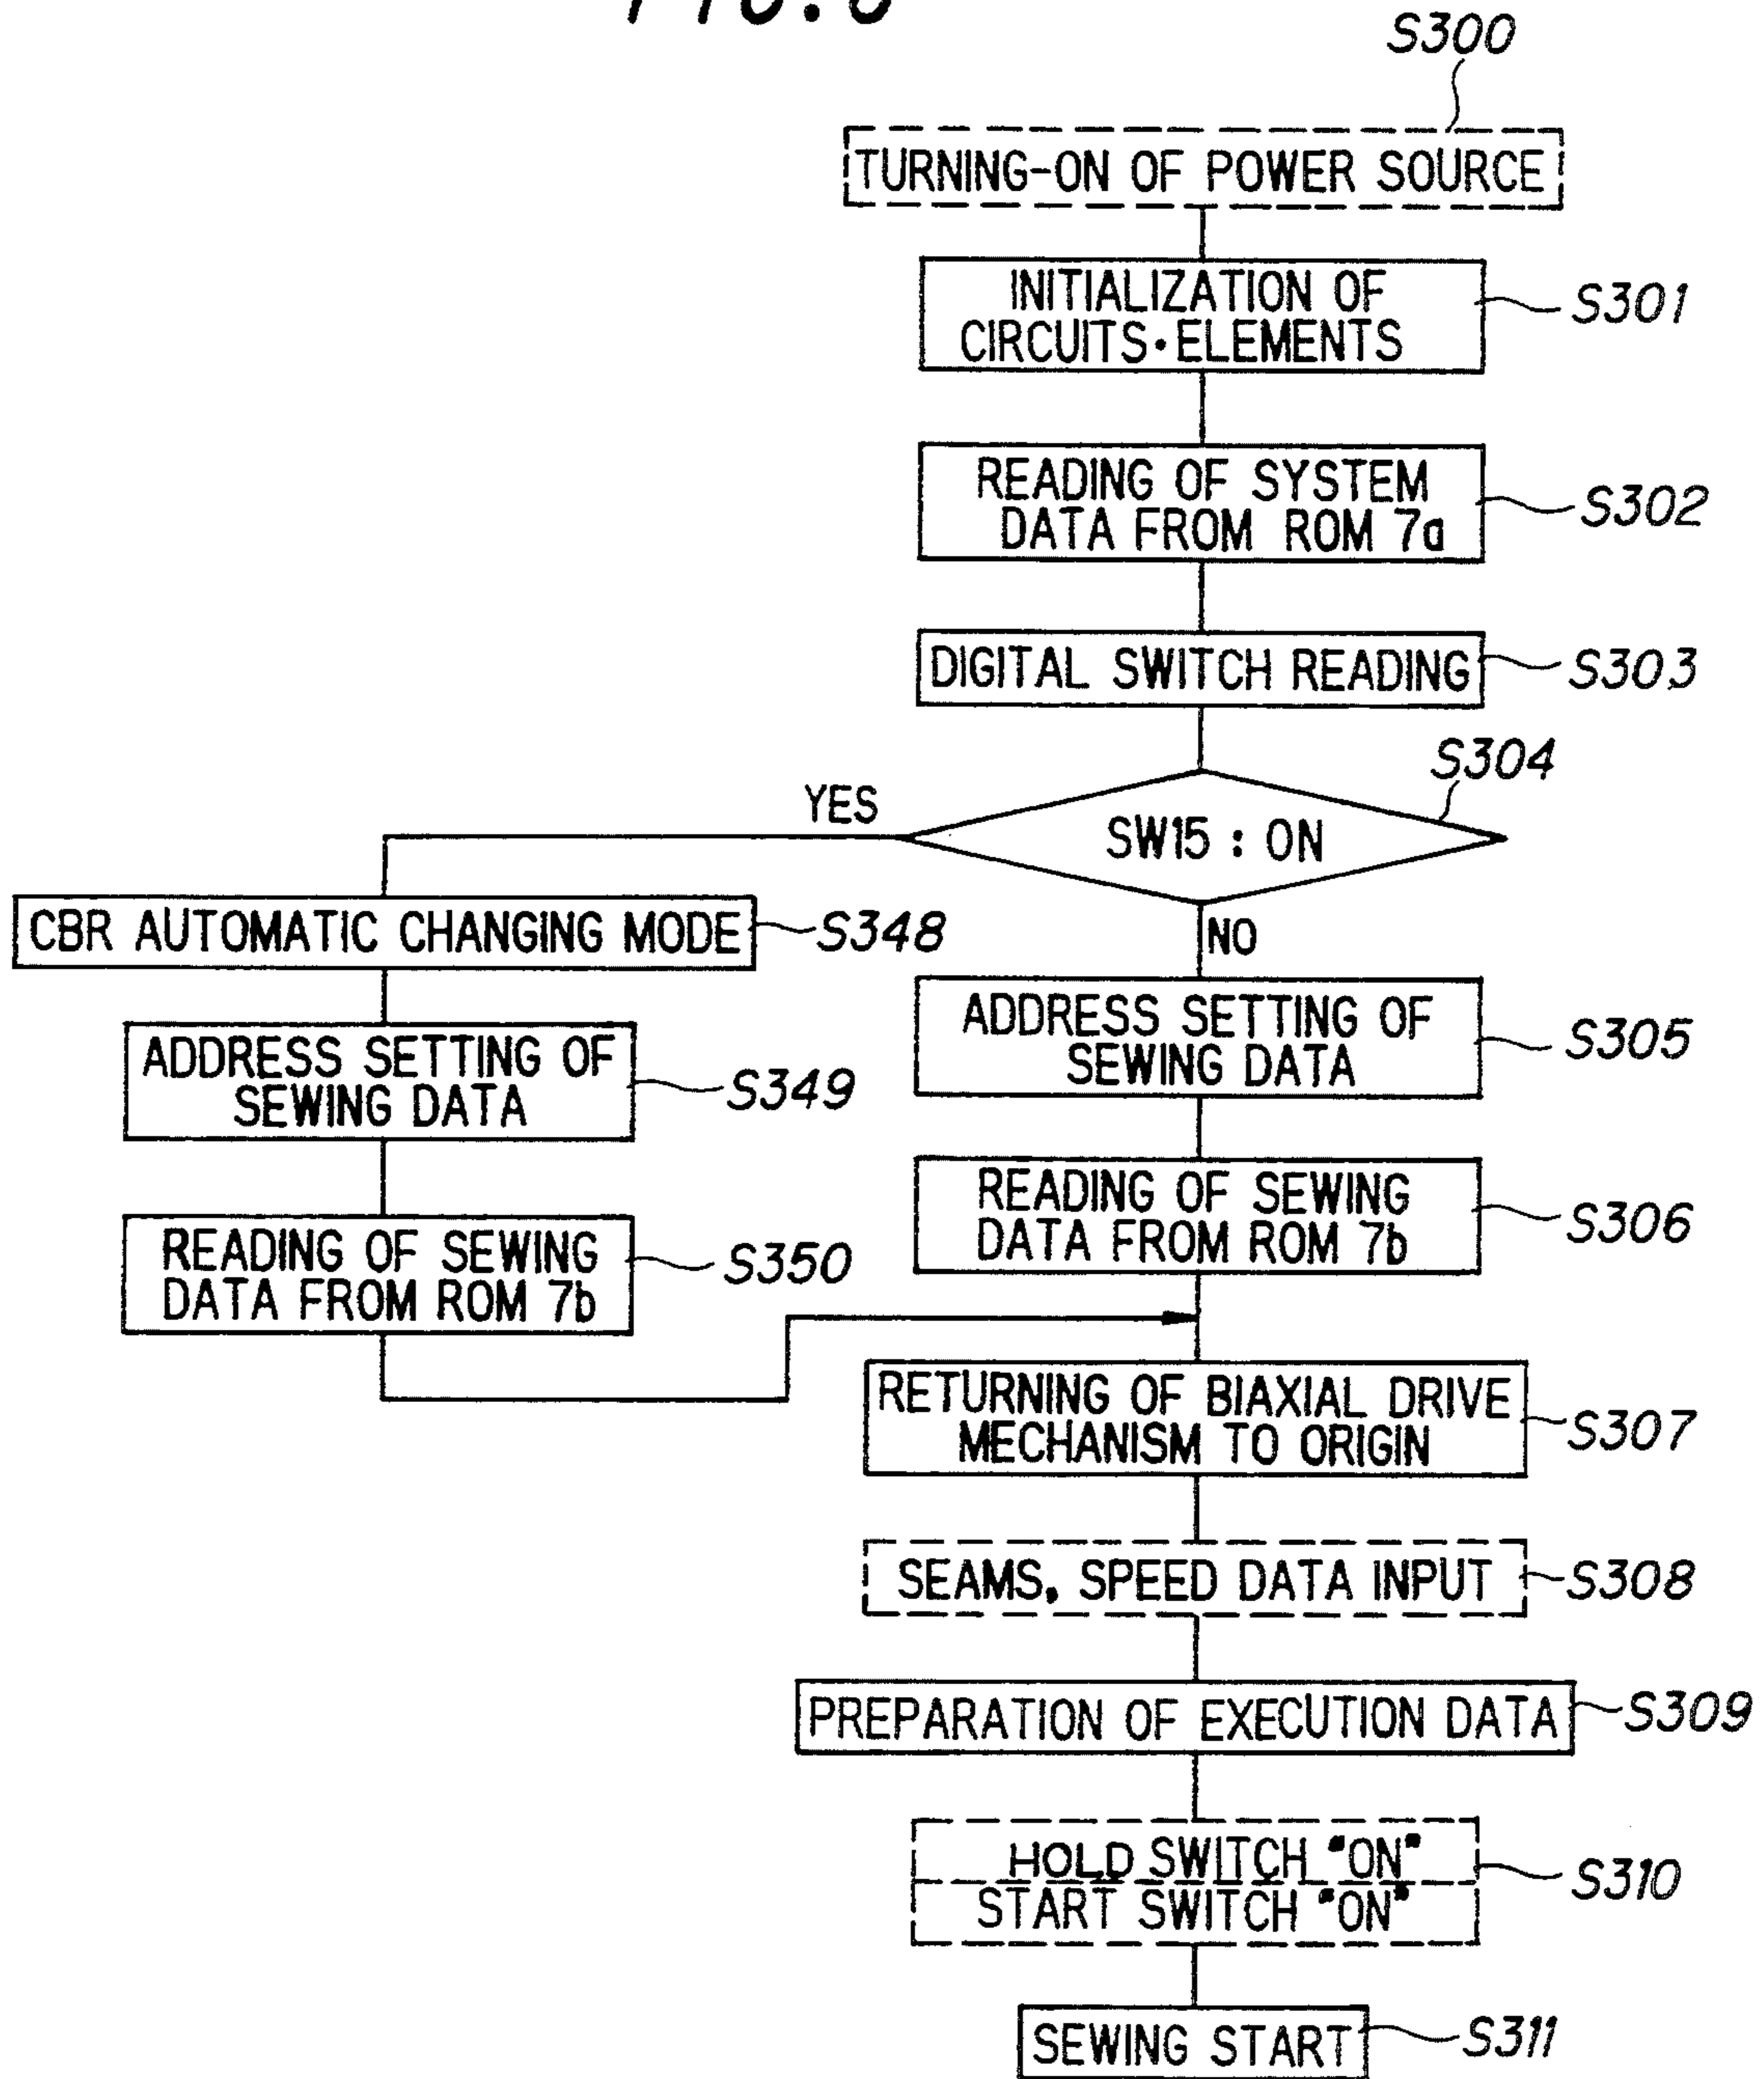 S300
TURNING-ON OF POWER SOURCE
INITIALIZATION OF
CIRCUITS·ELEMENTS
S301
READING OF SYSTEM
DATA FROM ROM 7a
S302
DIGITAL SWITCH READING
S303
S304
YES
SW15 : ON
NO
CBR AUTOMATIC CHANGING MODE
S348
ADDRESS SETTING OF
SEWING DATA
S349
READING OF SEWING
DATA FROM ROM 7b
S350
ADDRESS SETTING OF
SEWING DATA
S305
READING OF SEWING
DATA FROM ROM 7b
S306
RETURNING OF BIAXIAL DRIVE
MECHANISM TO ORIGIN
S307
SEAMS, SPEED DATA INPUT
S308
PREPARATION OF EXECUTION DATA
S309
HOLD SWITCH "ON"
START SWITCH "ON"
S310
SEWING START
S311